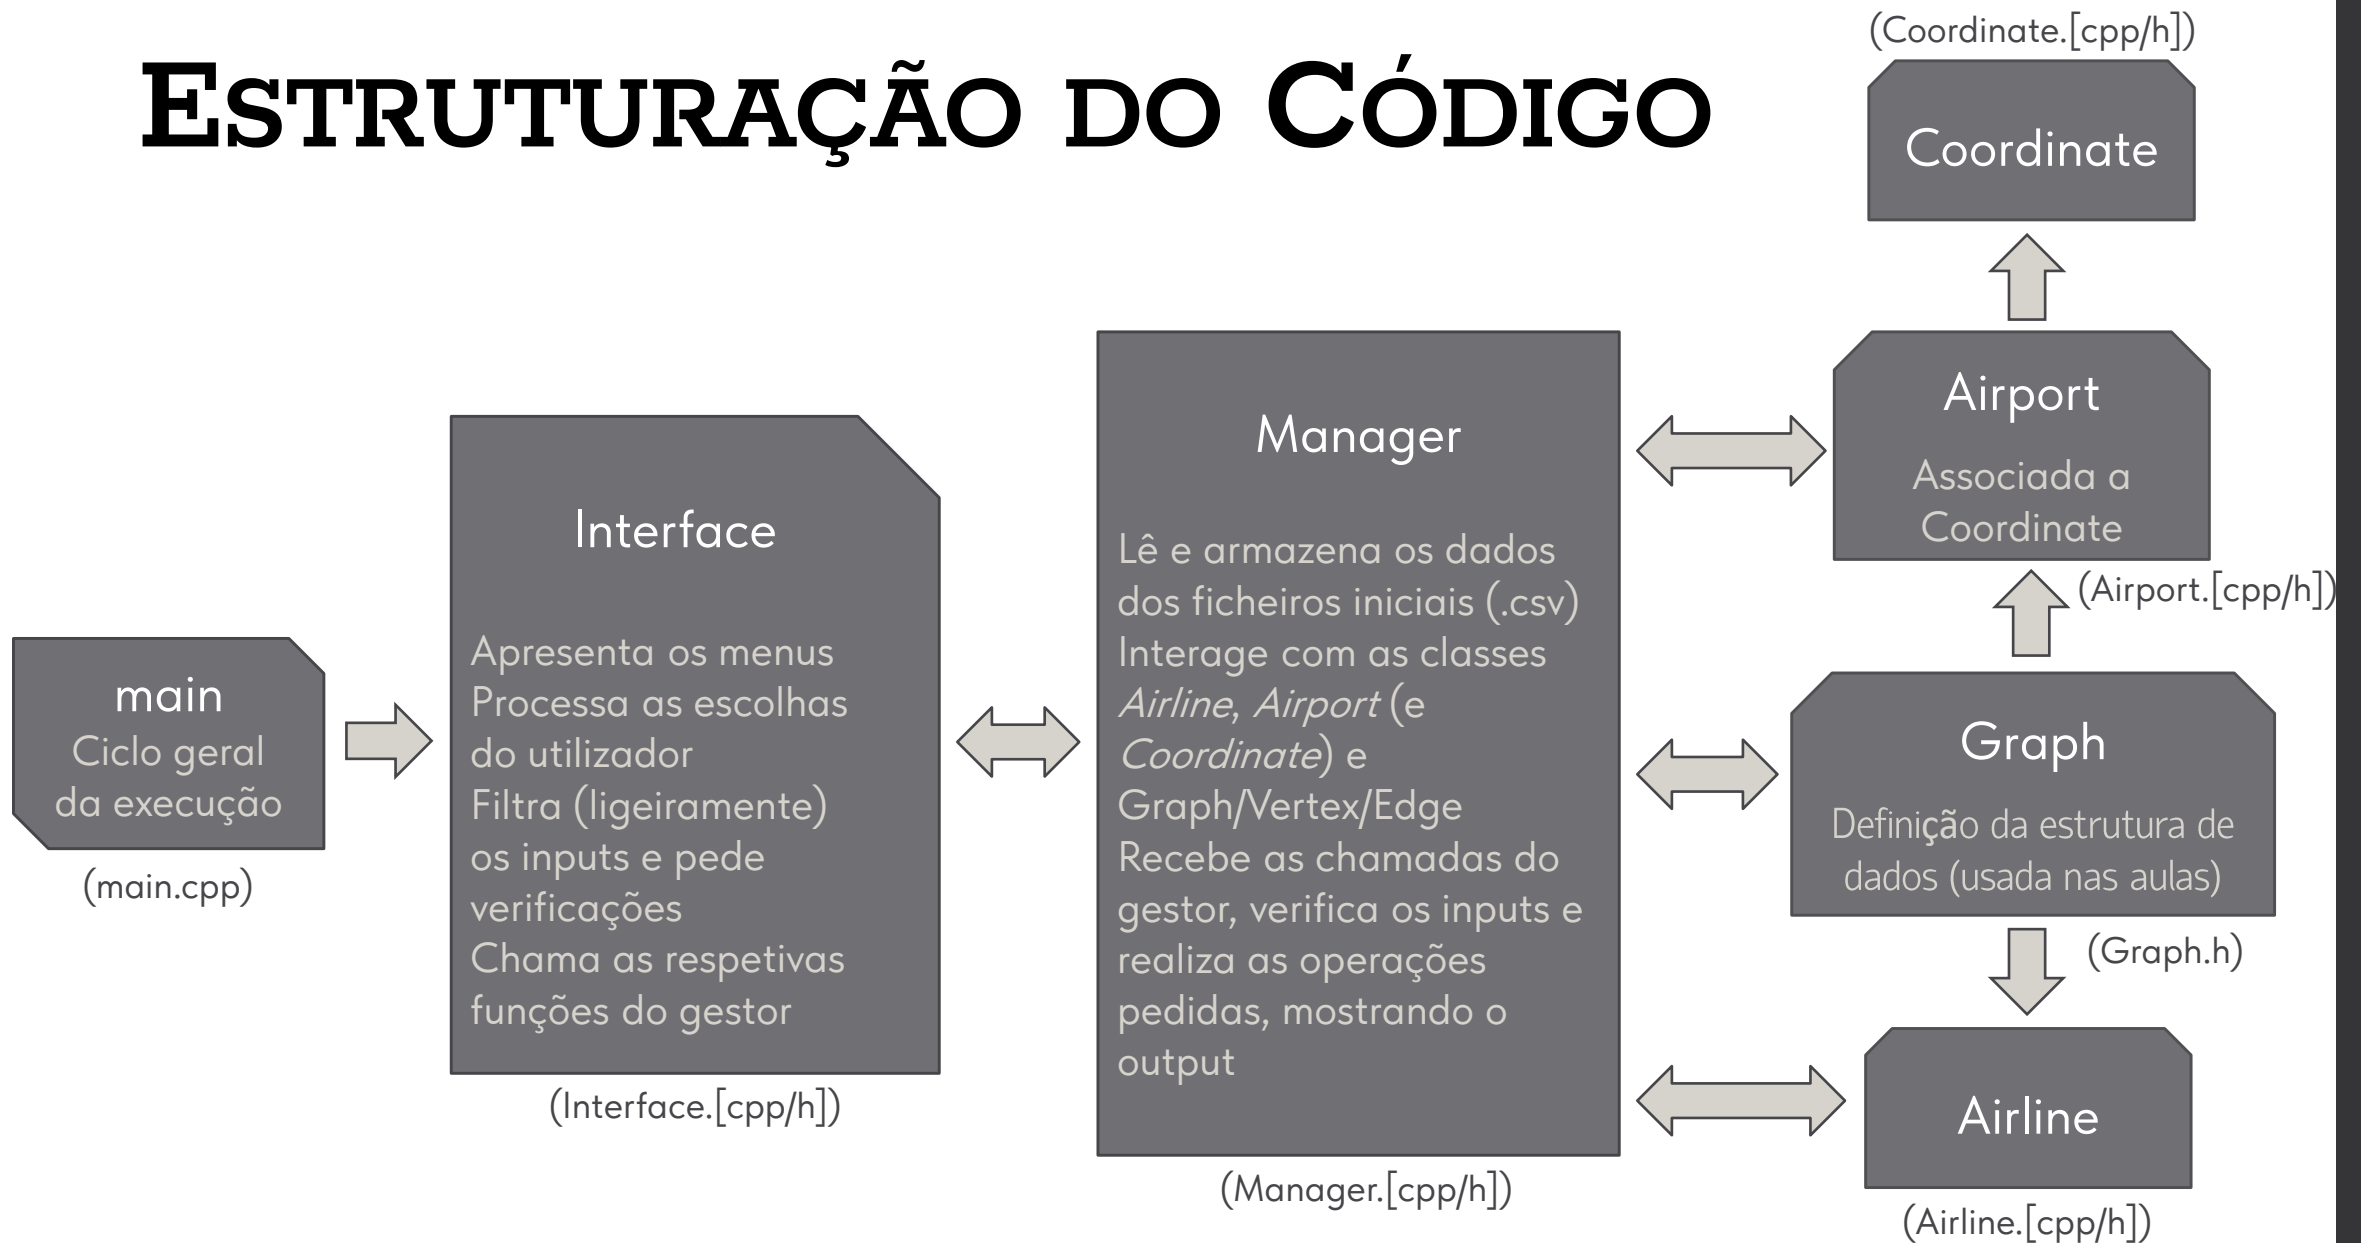 ESTRUTURAÇÃO DO CÓDIGO
main
Ciclo geral
da execução
(main.cpp)
Interface
Apresenta os menus
Processa as escolhas
do utilizador
Filtra (ligeiramente)
os inputs e pede
verificações
Chama as respetivas
funções do gestor
(Interface.[cpp/h])
Manager
Lê e armazena os dados
dos ficheiros iniciais (.csv)
Interage com as classes
Airline, Airport (e
Coordinate) e
Graph/Vertex/Edge
Recebe as chamadas do
gestor, verifica os inputs e
realiza as operações
pedidas, mostrando o
output
(Manager.[cpp/h])
(Coordinate.[cpp/h])
Coordinate
Airport
Associada a
Coordinate
(Airport.[cpp/h])
Graph
Definição da estrutura de
dados (usada nas aulas)
(Graph.h)
Airline
(Airline.[cpp/h])